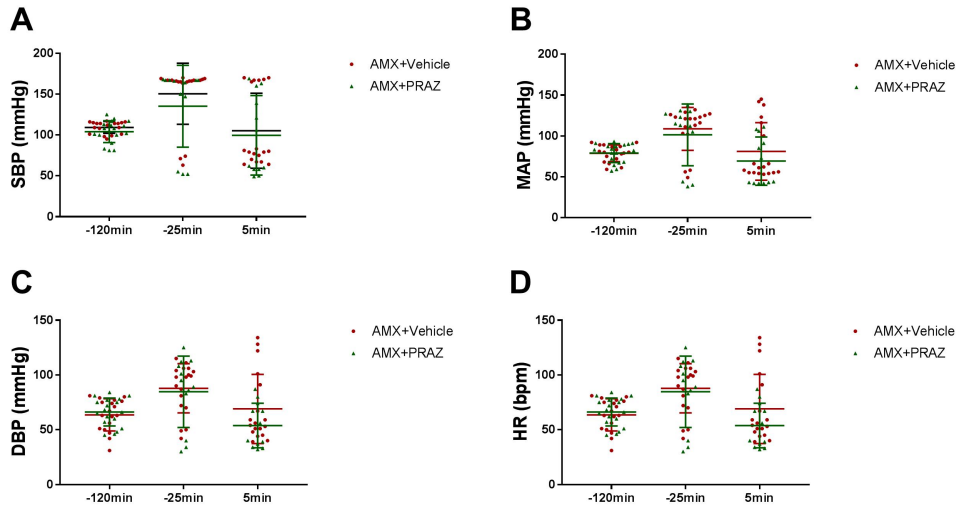 A
SBP (mmHg)
200
150
100
50
0
-120min -25min 5min
AMX+Vehicle
AMX+PRAZ
B
MAP (mmHg)
200
150
100
50
0
-120min -25min 5min
AMX+Vehicle
AMX+PRAZ
C
DBP (mmHg)
150
100
50
0
-120min -25min 5min
AMX+Vehicle
AMX+PRAZ
D
HR (bpm)
150
100
50
0
-120min -25min 5min
AMX+Vehicle
AMX+PRAZ